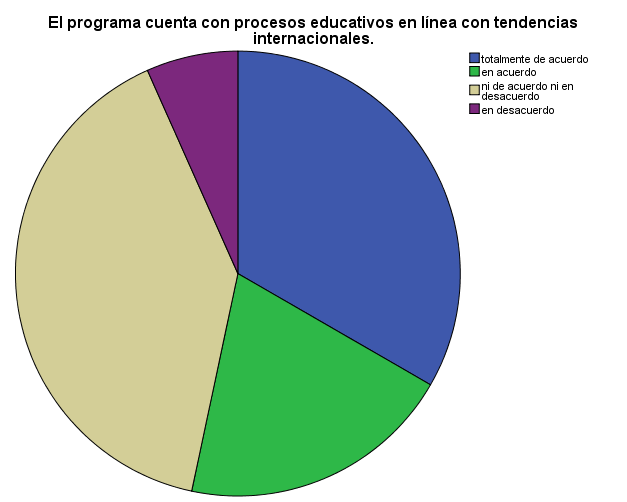 El programa cuenta con procesos educativos en línea con tendencias
internacionales.
totalmente de acuerdo
en acuerdo
ni de acuerdo ni en
desacuerdo
en desacuerdo